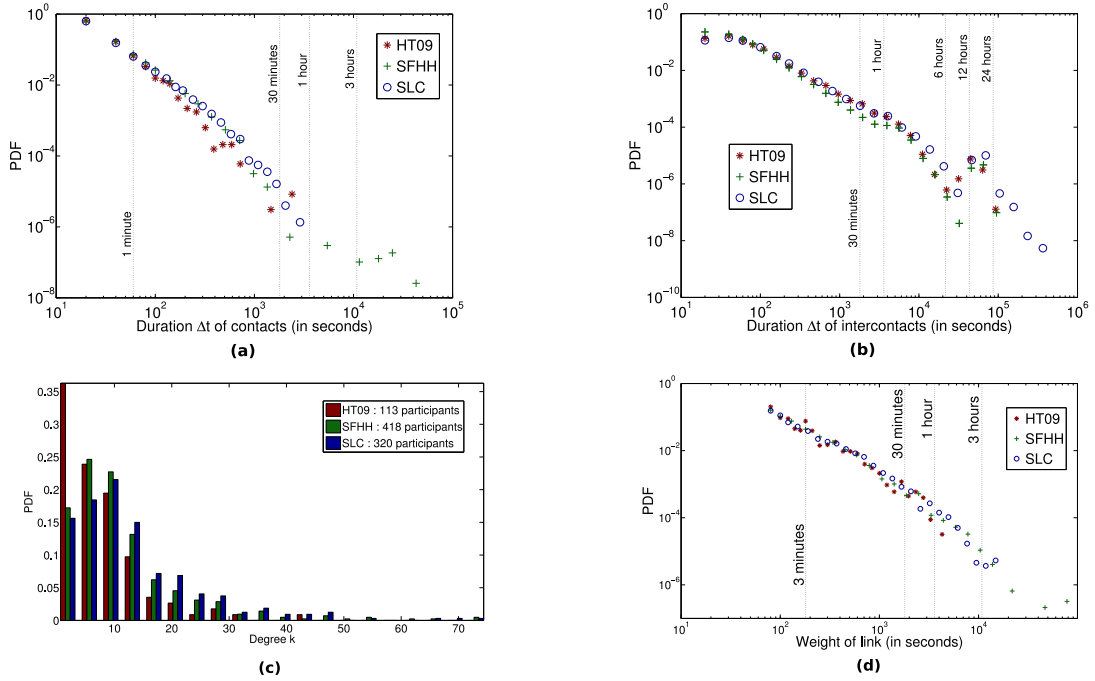 10^0
10^-2
10^-4
10^-6
10^-8
PDF
1 minute
30 minutes
1 hour
3 hours
HT09
SFHH
SLC
10^1
10^2
10^3
10^4
10^5
Duration Δt of contacts (in seconds)
(a)
10^0
10^-2
10^-4
10^-6
10^-8
10^-10
PDF
30 minutes
1 hour
6 hours
12 hours
24 hours
HT09
SFHH
SLC
10^1
10^2
10^3
10^4
10^5
10^6
Duration Δt of intercontacts (in seconds)
(b)
0.35
0.3
0.25
0.2
0.15
0.1
0.05
0
PDF
HT09 : 113 participants
SFHH : 418 participants
SLC : 320 participants
10
20
30
40
50
60
70
Degree k
(c)
10^0
10^-2
10^-4
10^-6
PDF
3 minutes
30 minutes
1 hour
3 hours
HT09
SFHH
SLC
10^1
10^2
10^3
10^4
Weight of link (in seconds)
(d)